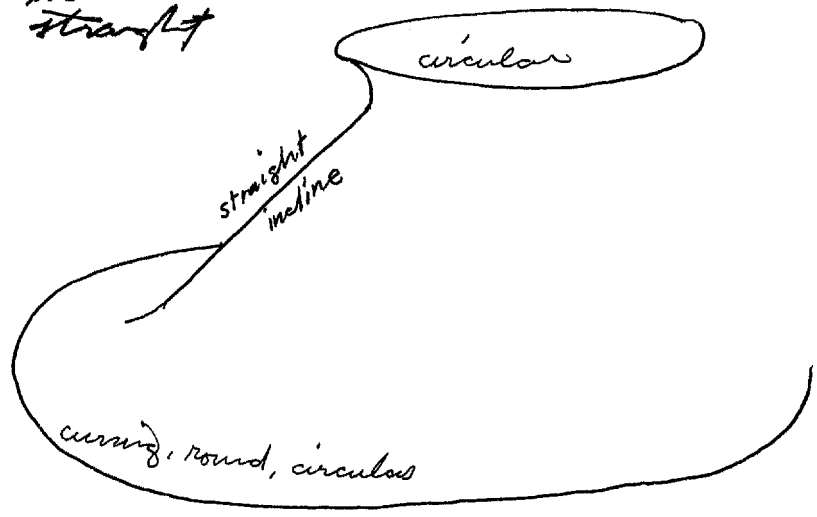 straight
circular
straight
incline
curving, round, circular